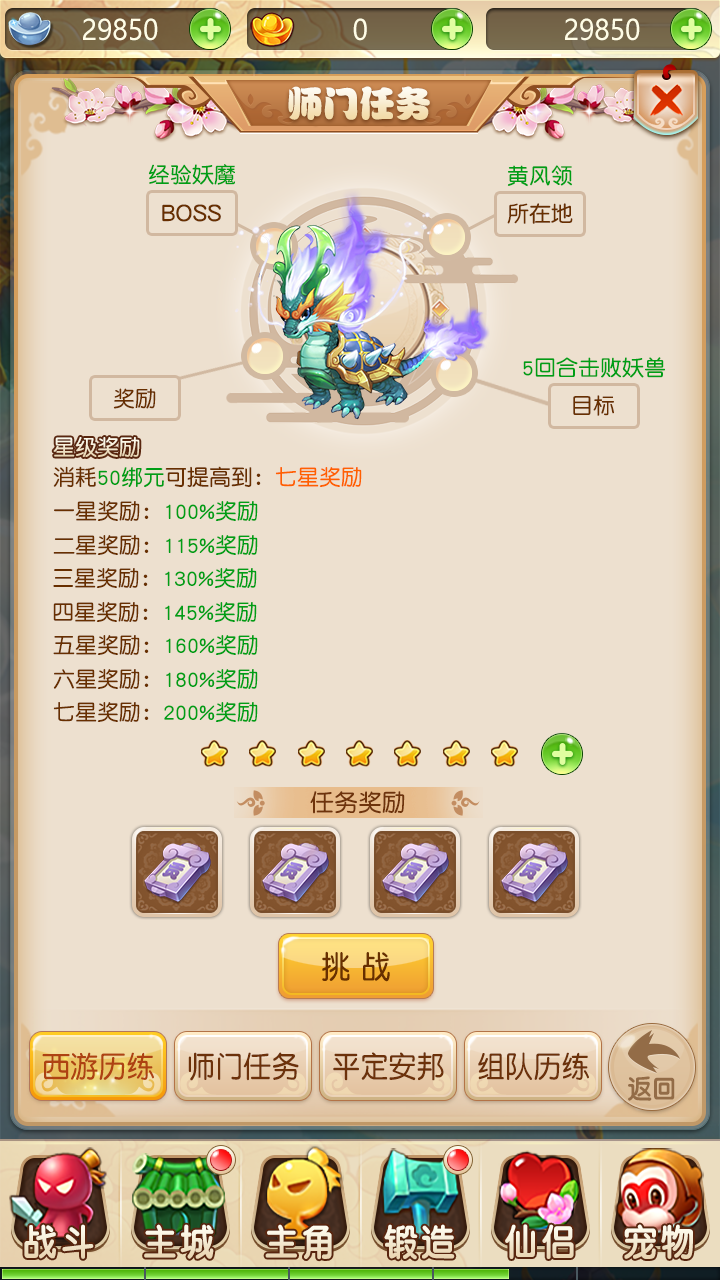 29850
0
29850
师门任务
经验妖魔
黄风领
BOSS
所在地
5回合击败妖兽
奖励
目标
星级奖励
消耗50绑元可提高到：七星奖励
一星奖励：100%奖励
二星奖励：115%奖励
三星奖励：130%奖励
四星奖励：145%奖励
五星奖励：160%奖励
六星奖励：180%奖励
七星奖励：200%奖励
任务奖励
挑战
西游历练
师门任务
平定安邦
组队历练
返回
战斗
主城
主角
锻造
仙侣
宠物